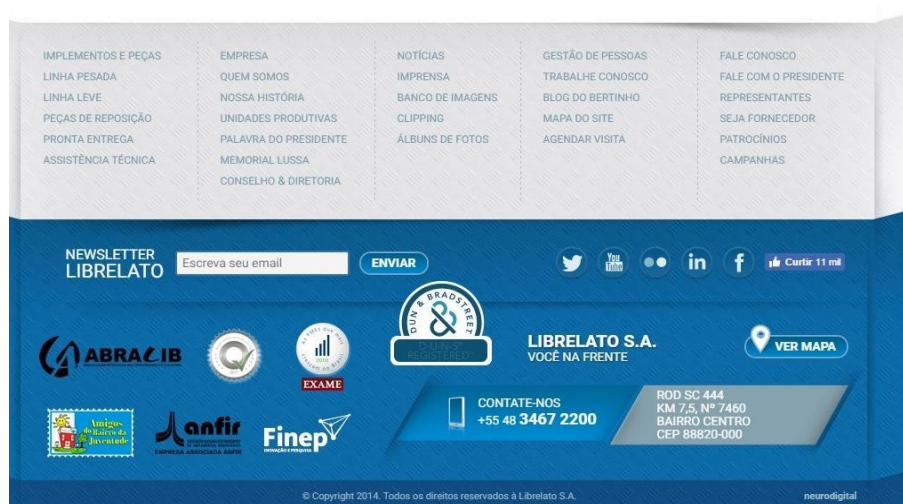 IMPLEMENTOS E PEÇAS
LINHA PESADA
LINHA LEVE
PEÇAS DE REPOSIÇÃO
PRONTA ENTREGA
ASSISTÊNCIA TÉCNICA
EMPRESA
QUEM SOMOS
NOSSA HISTÓRIA
UNIDADES PRODUTIVAS
PALAVRA DO PRESIDENTE
MEMORIAL LUSSA
CONSELHO & DIRETORIA
NOTÍCIAS
IMPRENSA
BANCO DE IMAGENS
CLIPPING
ÁLBUNS DE FOTOS
GESTÃO DE PESSOAS
TRABALHE CONOSCO
BLOG DO BERTINHO
MAPA DO SITE
AGENDAR VISITA
FALE CONOSCO
FALE COM O PRESIDENTE
REPRESENTANTES
SEJA FORNECEDOR
PATROCÍNIOS
CAMPANHAS
NEWSLETTER
LIBRELATO
Escreva seu email
ENVIAR
You
Tube
in
f
Curtir 11 mil
ABRALIB
EXAME
DUN & BRADSTREET
D-U-N-S
REGISTERED
LIBRELATO S.A.
VOCÊ NA FRENTE
VER MAPA
CONTATE-NOS
+55 48 3467 2200
ROD SC 444
KM 7,5, Nº 7460
BAIRRO CENTRO
CEP 88820-000
Amigos
do Bairro da
Juventude
anfir
EMPRESA ASSOCIADA ANFIR
Finep
INOVAÇÃO E PESQUISA
© Copyright 2014. Todos os direitos reservados à Librelato S.A.
neurodigital